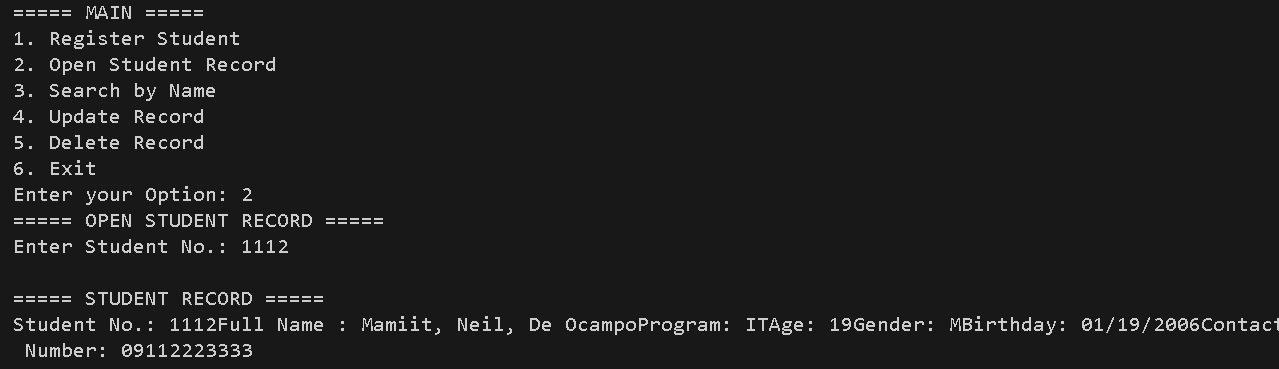 ===== MAIN =====
1. Register Student
2. Open Student Record
3. Search by Name
4. Update Record
5. Delete Record
6. Exit
Enter your Option: 2
===== OPEN STUDENT RECORD =====
Enter Student No.: 1112
===== STUDENT RECORD =====
Student No.: 1112Full Name : Mamiit, Neil, De OcampoProgram: ITAge: 19Gender: MBirthday: 01/19/2006Contact
Number: 09112223333